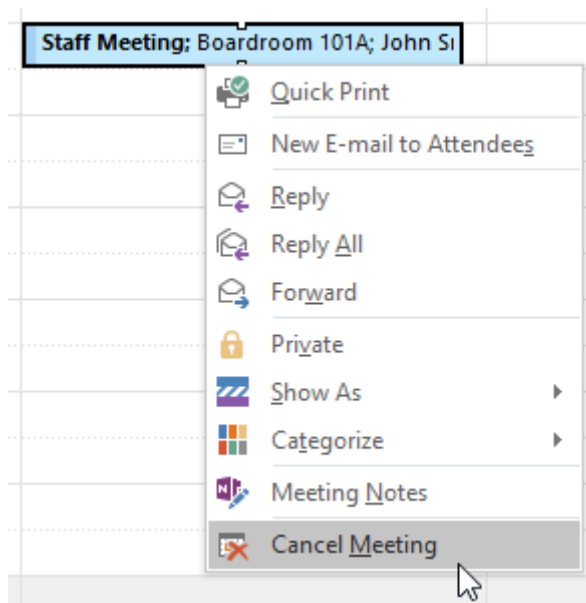 Staff Meeting; Boardroom 101A; John
Quick Print
New E-mail to Attendees
Reply
Reply All
Forward
Private
Show As
Categorize
Meeting Notes
Cancel Meeting